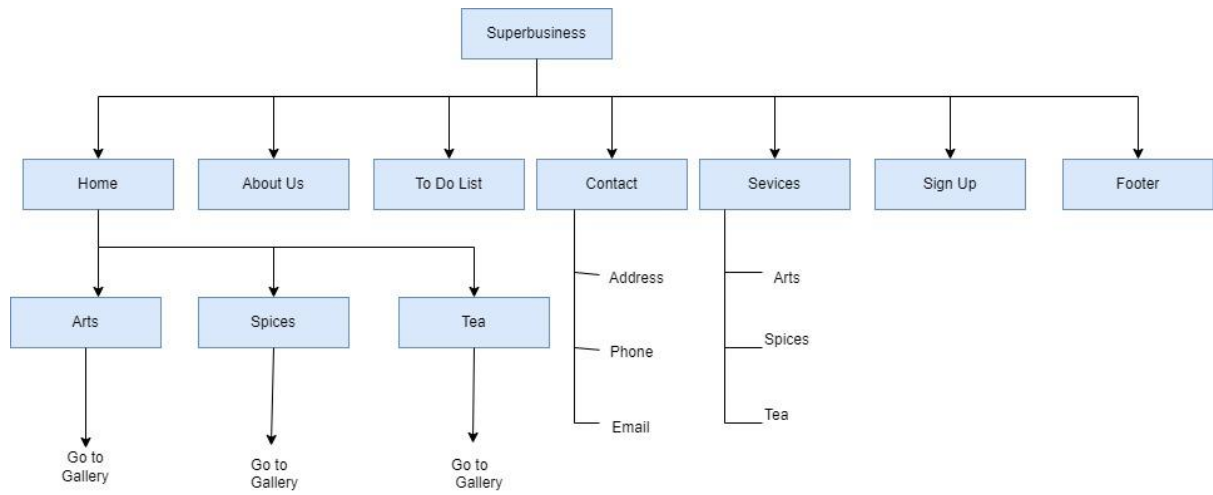 Superbusiness
Home
About Us
To Do List
Contact
Sevices
Sign Up
Footer
Arts
Spices
Tea
Address
Phone
Email
Arts
Spices
Tea
Go to
Gallery
Go to
Gallery
Go to
Gallery